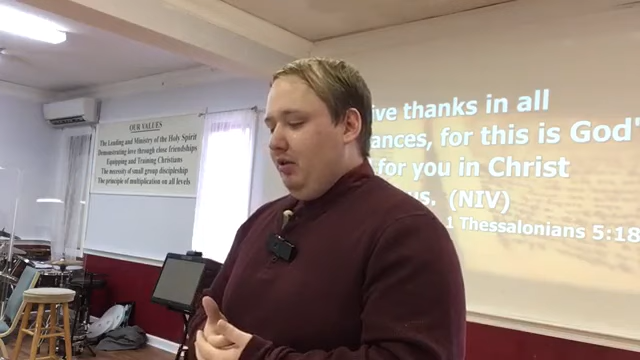 OUR VALUES
The Leading and Ministry of the Holy Spirit
Demonstrating love through close friendships
Equipping and Training Christians
The necessity of small group discipleship
The principle of multiplication on all levels
ive thanks in all
ances, for this is God'
for you in Christ
us. (NIV)
1 Thessalonians 5:18